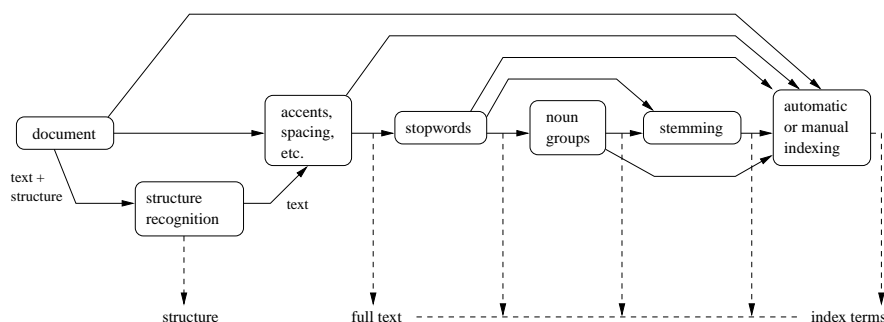 document
text +
structure
structure
recognition
text
accents,
spacing,
etc.
stopwords
noun
groups
stemming
automatic
or manual
indexing
structure
full text
index terms